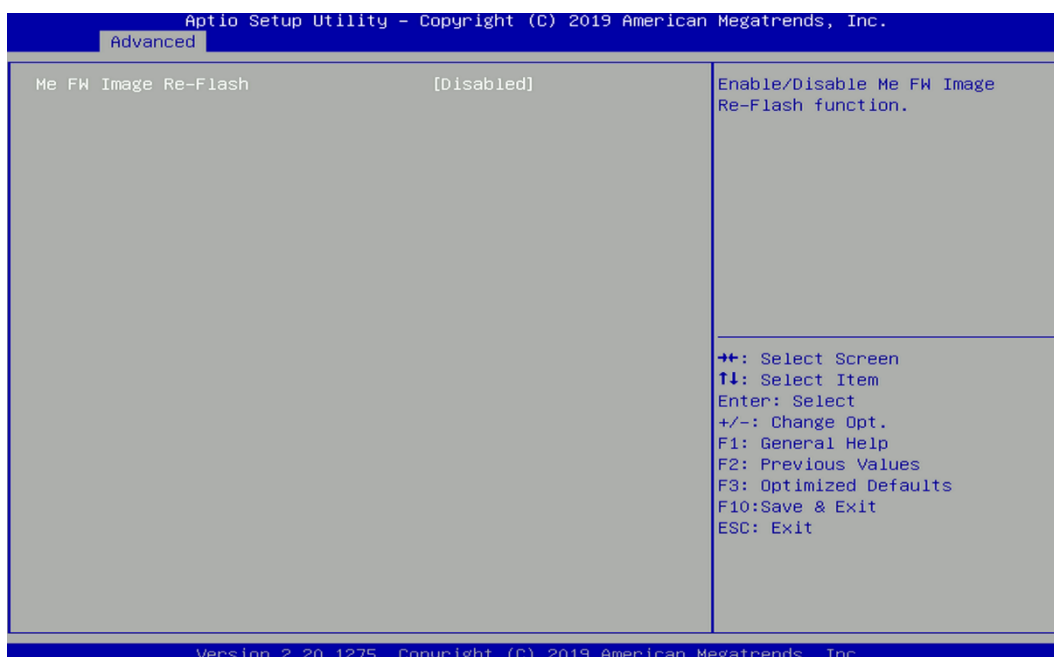 Aptio Setup Utility – Copyright (C) 2019 American Megatrends, Inc.
Advanced
Me FW Image Re–Flash [Disabled]
Enable/Disable Me FW Image
Re–Flash function.
→←: Select Screen
↑↓: Select Item
Enter: Select
+/–: Change Opt.
F1: General Help
F2: Previous Values
F3: Optimized Defaults
F10:Save & Exit
ESC: Exit
Version 2.20.1275. Copyright (C) 2019 American Megatrends, Inc.